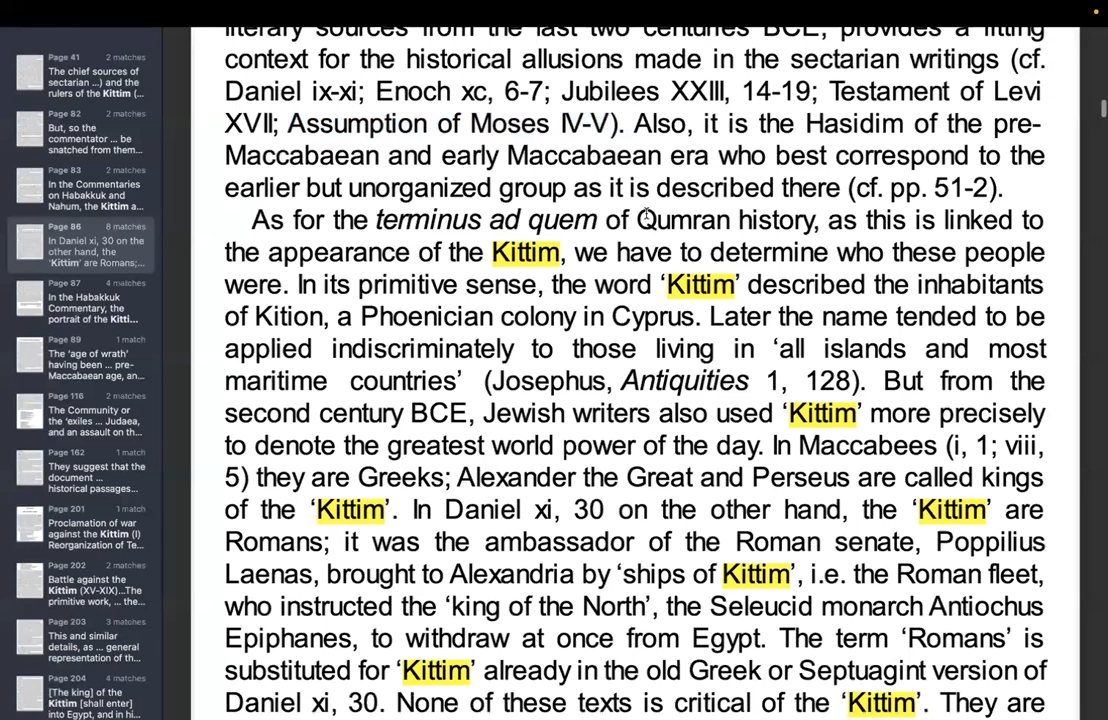 Page 41 2 matches
The chief sources of
sectarian ...) and the
rulers of the Kittim (...
Page 82 2 matches
But, so the
commentator ... be
snatched from them...
Page 83 2 matches
In the Commentaries
on Habakkuk and
Nahum, the Kittim a...
Page 86 8 matches
In Daniel xi, 30 on the
other hand, the
'Kittim' are Romans;...
Page 87 4 matches
In the Habakkuk
Commentary, the
portrait of the Kitti...
Page 89 1 match
The 'age of wrath'
having been ... pre-
Maccabaean age, an...
Page 116 2 matches
The Community or
the 'exiles ... Judaea,
and an assault on th...
Page 162 1 match
They suggest that the
document ...
historical passages...
Page 201 1 match
Proclamation of war
against the Kittim (I)
Reorganization of Te...
Page 202 2 matches
Battle against the
Kittim (XV-XIX)...The
primitive work, ... the...
Page 203 3 matches
This and similar
details, as ... general
representation of th...
Page 204 4 matches
[The king] of the
Kittim [shall enter]
into Egypt, and in hi...
literary sources from the last two centuries BCE, provides a fitting
context for the historical allusions made in the sectarian writings (cf.
Daniel ix-xi; Enoch xc, 6-7; Jubilees XXIII, 14-19; Testament of Levi
XVII; Assumption of Moses IV-V). Also, it is the Hasidim of the pre-
Maccabaean and early Maccabaean era who best correspond to the
earlier but unorganized group as it is described there (cf. pp. 51-2).
As for the terminus ad quem of Qumran history, as this is linked to
the appearance of the Kittim, we have to determine who these people
were. In its primitive sense, the word ‘Kittim’ described the inhabitants
of Kition, a Phoenician colony in Cyprus. Later the name tended to be
applied indiscriminately to those living in ‘all islands and most
maritime countries’ (Josephus, Antiquities 1, 128). But from the
second century BCE, Jewish writers also used ‘Kittim’ more precisely
to denote the greatest world power of the day. In Maccabees (i, 1; viii,
5) they are Greeks; Alexander the Great and Perseus are called kings
of the ‘Kittim’. In Daniel xi, 30 on the other hand, the ‘Kittim’ are
Romans; it was the ambassador of the Roman senate, Poppilius
Laenas, brought to Alexandria by ‘ships of Kittim’, i.e. the Roman fleet,
who instructed the ‘king of the North’, the Seleucid monarch Antiochus
Epiphanes, to withdraw at once from Egypt. The term ‘Romans’ is
substituted for ‘Kittim’ already in the old Greek or Septuagint version of
Daniel xi, 30. None of these texts is critical of the ‘Kittim’. They are